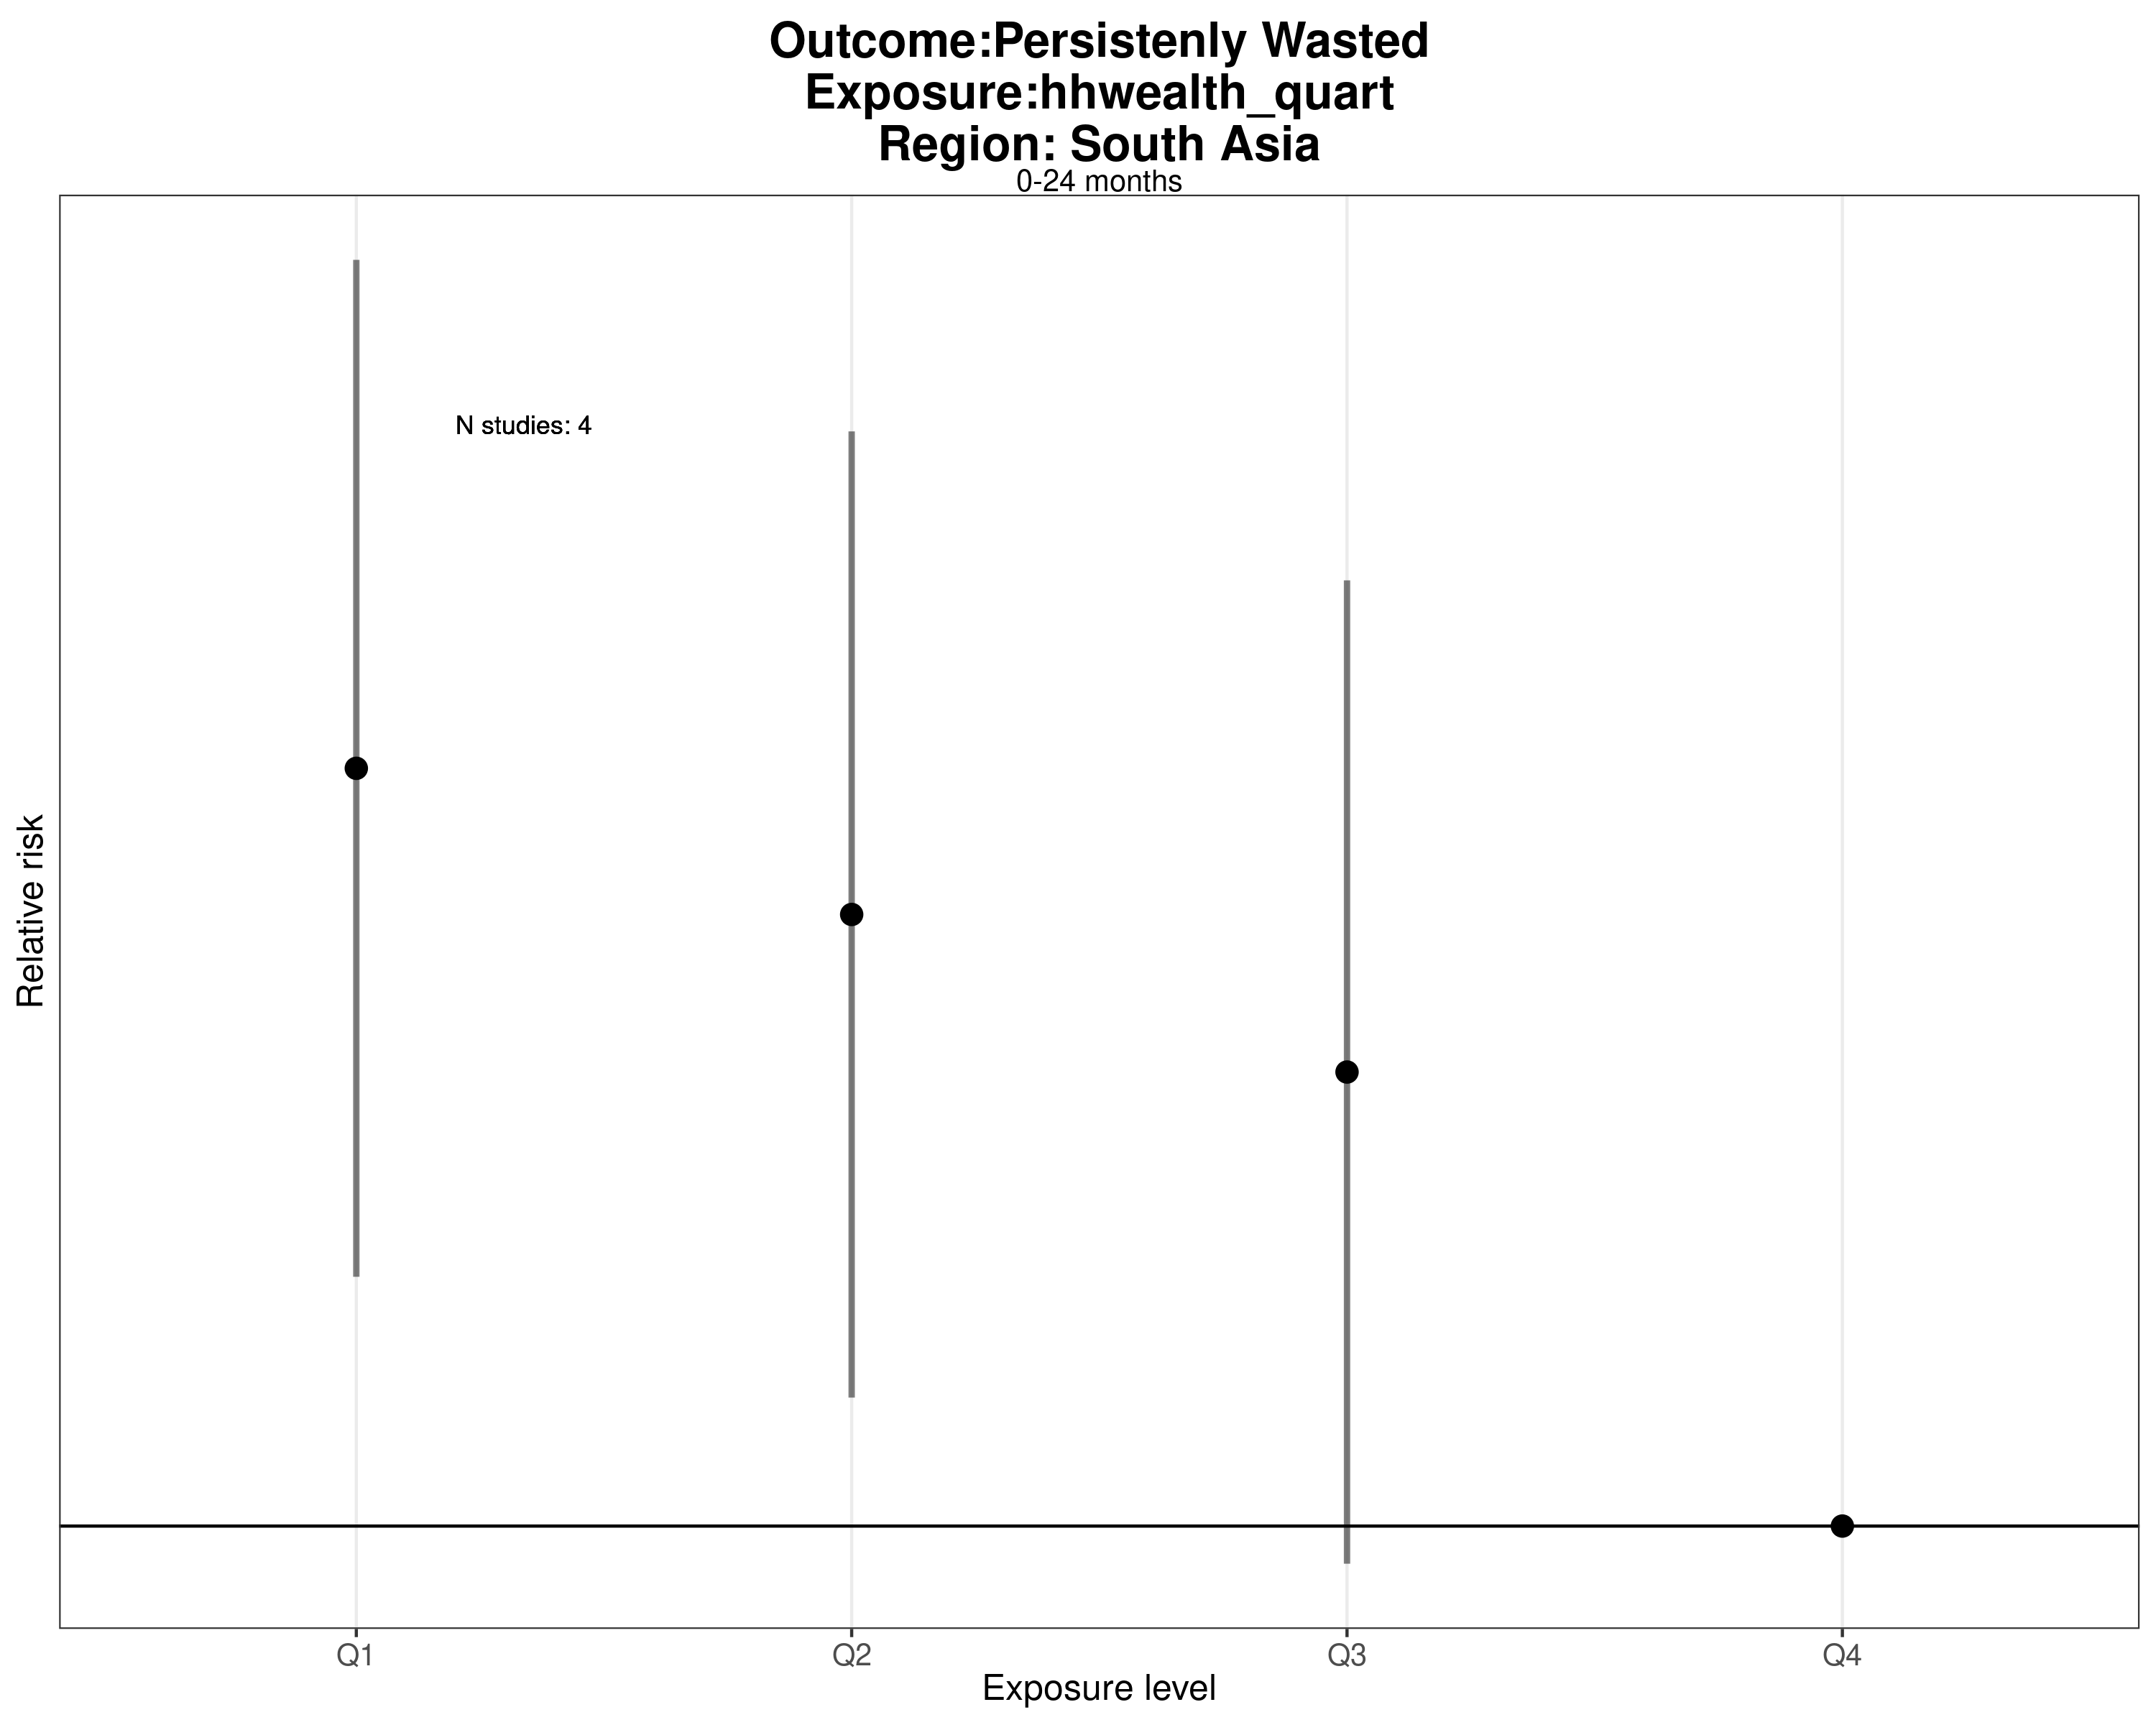 Outcome:Persistenly Wasted
Exposure:hhwealth_quart
Region: South Asia
0-24 months
N studies: 4
Relative risk
Q1 Q2 Q3 Q4
Exposure level